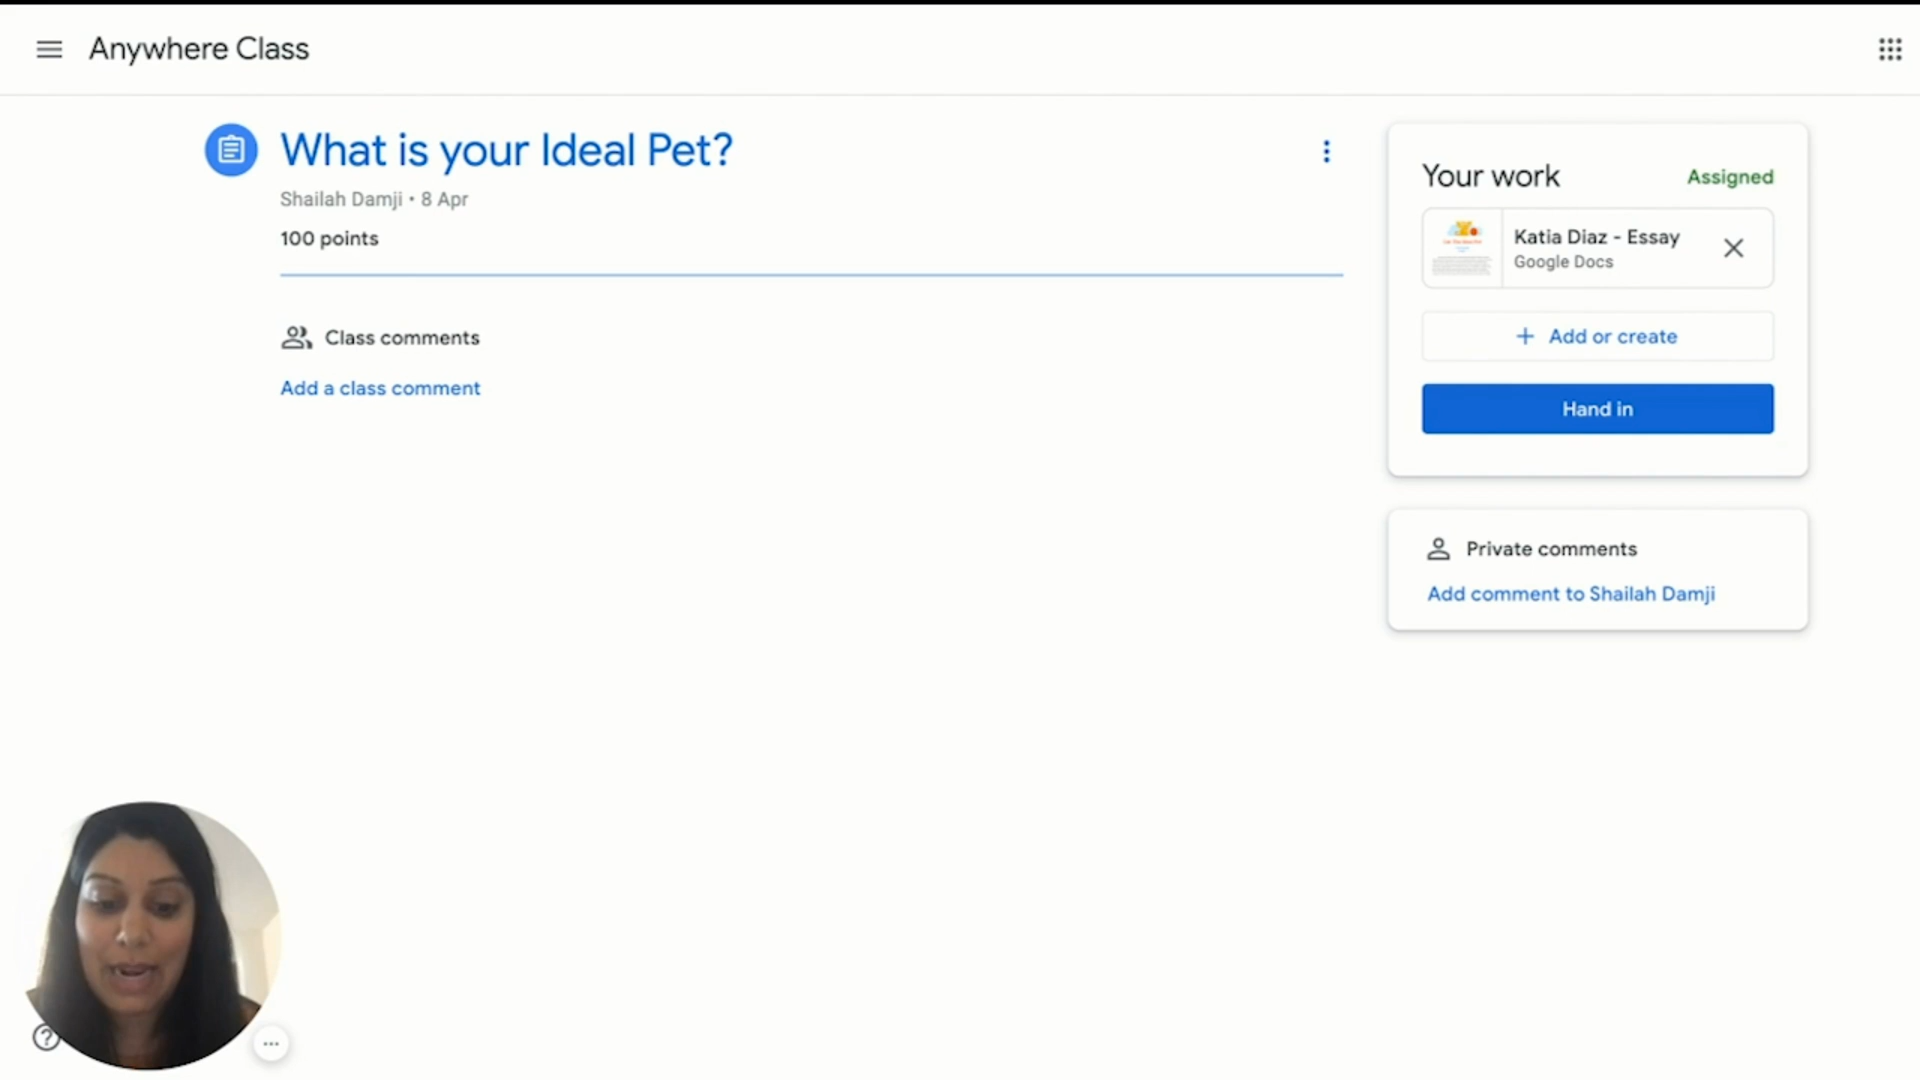 Anywhere Class
What is your Ideal Pet?
Shailah Damji • 8 Apr
100 points
Class comments
Add a class comment
Your work
Assigned
Katia Diaz - Essay
Google Docs
+ Add or create
Hand in
Private comments
Add comment to Shailah Damji